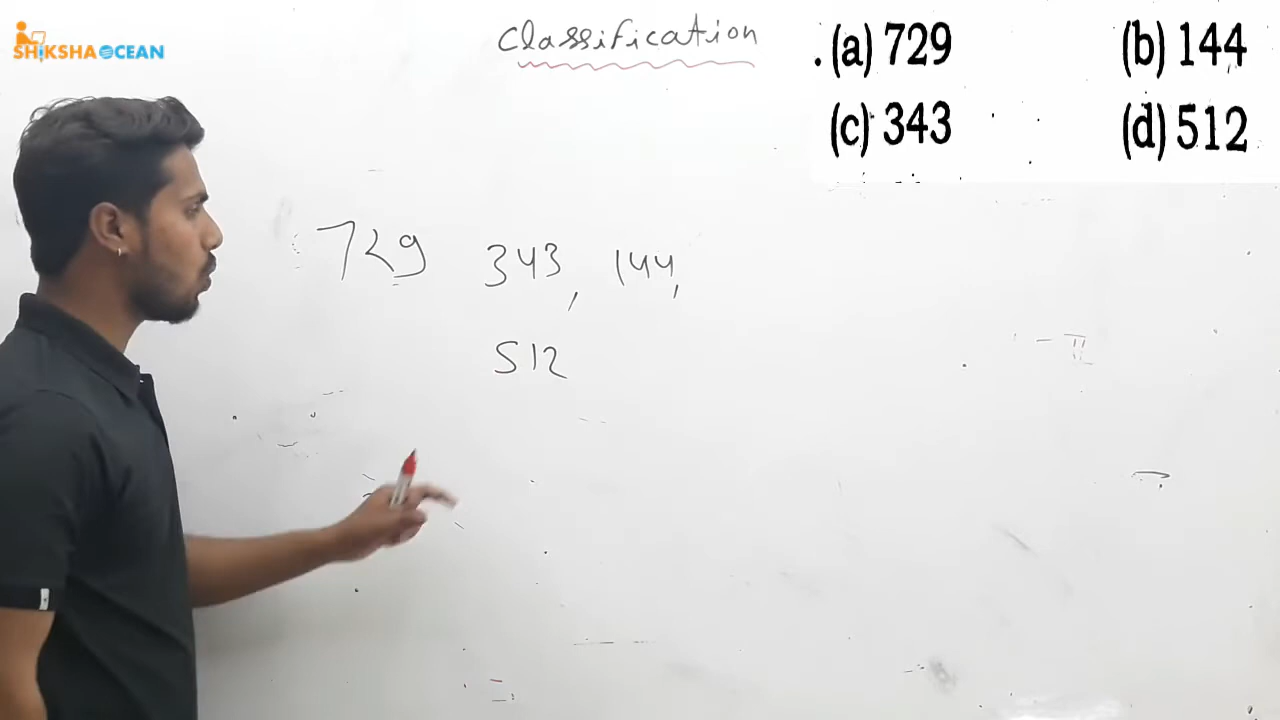 SHIKSHA OCEAN
Classification
(a) 729 (b) 144
(c) 343 (d) 512
729 343, 144,
512